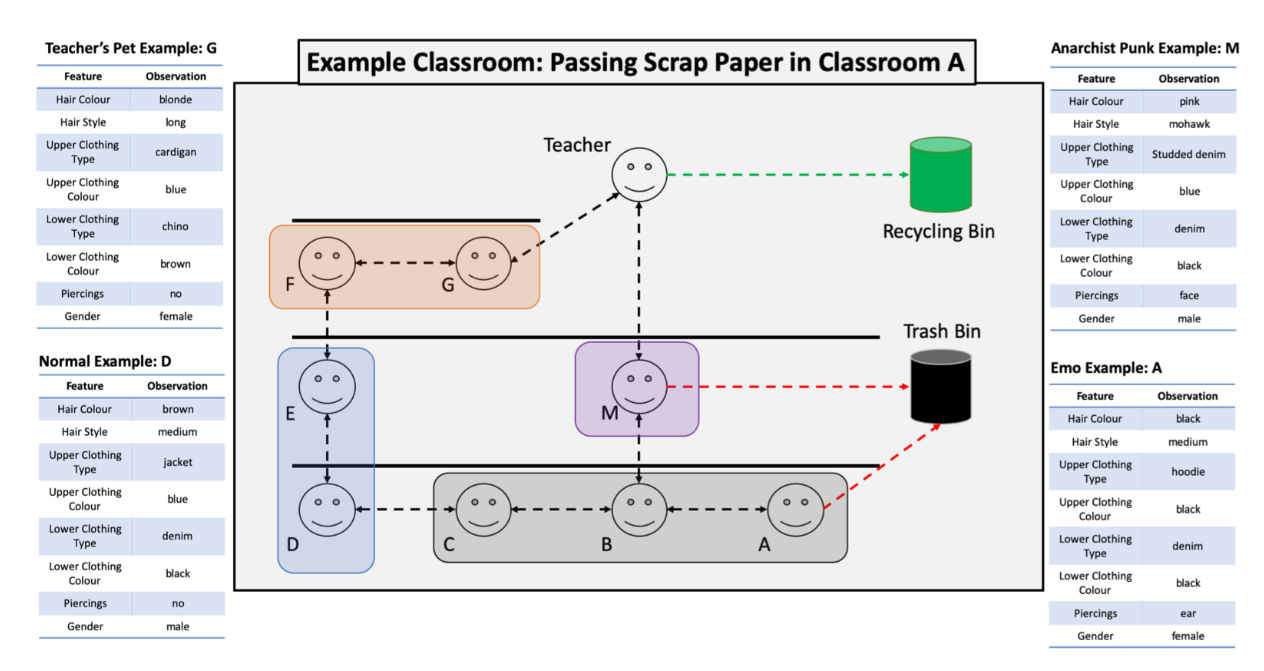 Teacher's Pet Example: G
Feature Observation
Hair Colour blonde
Hair Style long
Upper Clothing
Type cardigan
Upper Clothing
Colour blue
Lower Clothing
Type chino
Lower Clothing
Colour brown
Piercings no
Gender female
Normal Example: D
Feature Observation
Hair Colour brown
Hair Style medium
Upper Clothing
Type jacket
Upper Clothing
Colour blue
Lower Clothing
Type denim
Lower Clothing
Colour black
Piercings no
Gender male
Example Classroom: Passing Scrap Paper in Classroom A
Teacher
Recycling Bin
F G
Trash Bin
E M
D C B A
Anarchist Punk Example: M
Feature Observation
Hair Colour pink
Hair Style mohawk
Upper Clothing
Type Studded denim
Upper Clothing
Colour blue
Lower Clothing
Type denim
Lower Clothing
Colour black
Piercings face
Gender male
Emo Example: A
Feature Observation
Hair Colour black
Hair Style medium
Upper Clothing
Type hoodie
Upper Clothing
Colour black
Lower Clothing
Type denim
Lower Clothing
Colour black
Piercings ear
Gender female